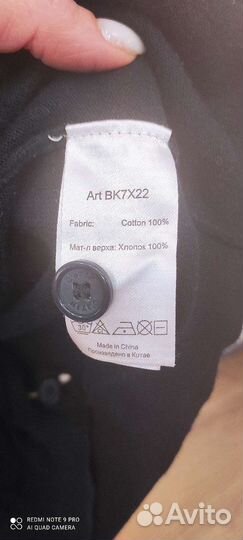 Art BK7X22
Fabric: Cotton 100%
Мат-л верха: Хлопок 100%
30°
Made in China
Произведено в Китае
REDMI NOTE 9 PRO
AI QUAD CAMERA
Avito